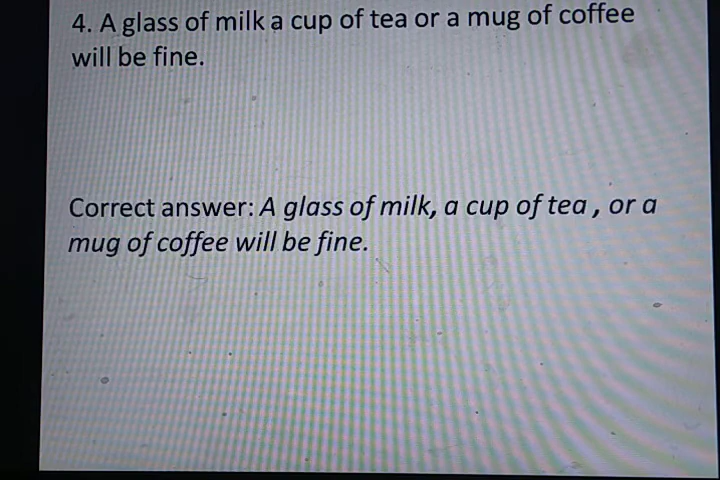 4. A glass of milk a cup of tea or a mug of coffee
will be fine.
Correct answer: A glass of milk, a cup of tea , or a
mug of coffee will be fine.